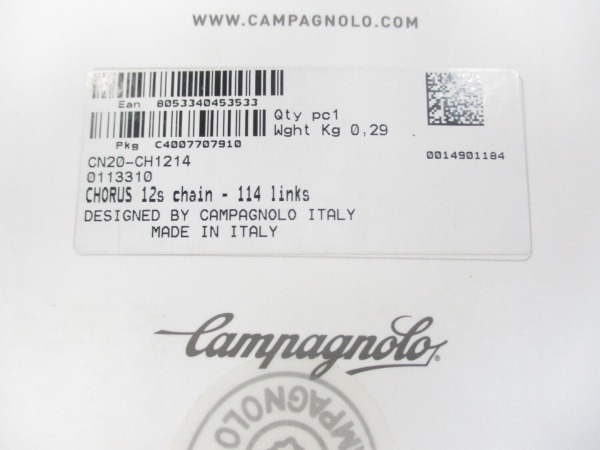 WWW.CAMPAGNOLO.COM
Ean 8053340453533
Qty pc1
Wght Kg 0,29
Pkg C4007707910
0014901184
CN20-CH1214
0113310
CHORUS 12s chain - 114 links
DESIGNED BY CAMPAGNOLO ITALY
MADE IN ITALY
Campagnolo®
CAMPAGNOLO